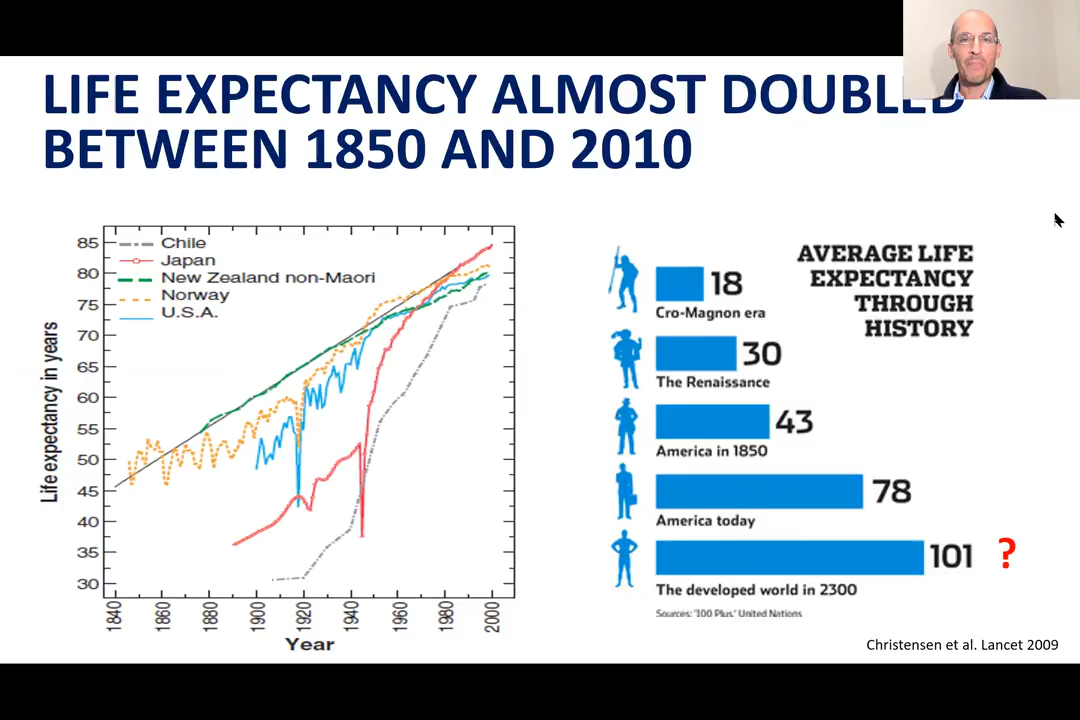 LIFE EXPECTANCY ALMOST DOUBLED
BETWEEN 1850 AND 2010
85
80
75
70
65
60
55
50
45
40
35
30
Life expectancy in years
Chile
Japan
New Zealand non-Maori
Norway
U.S.A.
1840
1860
1880
1900
1920
1940
1960
1980
2000
Year
AVERAGE LIFE
EXPECTANCY
THROUGH
HISTORY
18
Cro-Magnon era
30
The Renaissance
43
America in 1850
78
America today
101 ?
The developed world in 2300
Sources: '100 Plus,' United Nations
Christensen et al. Lancet 2009